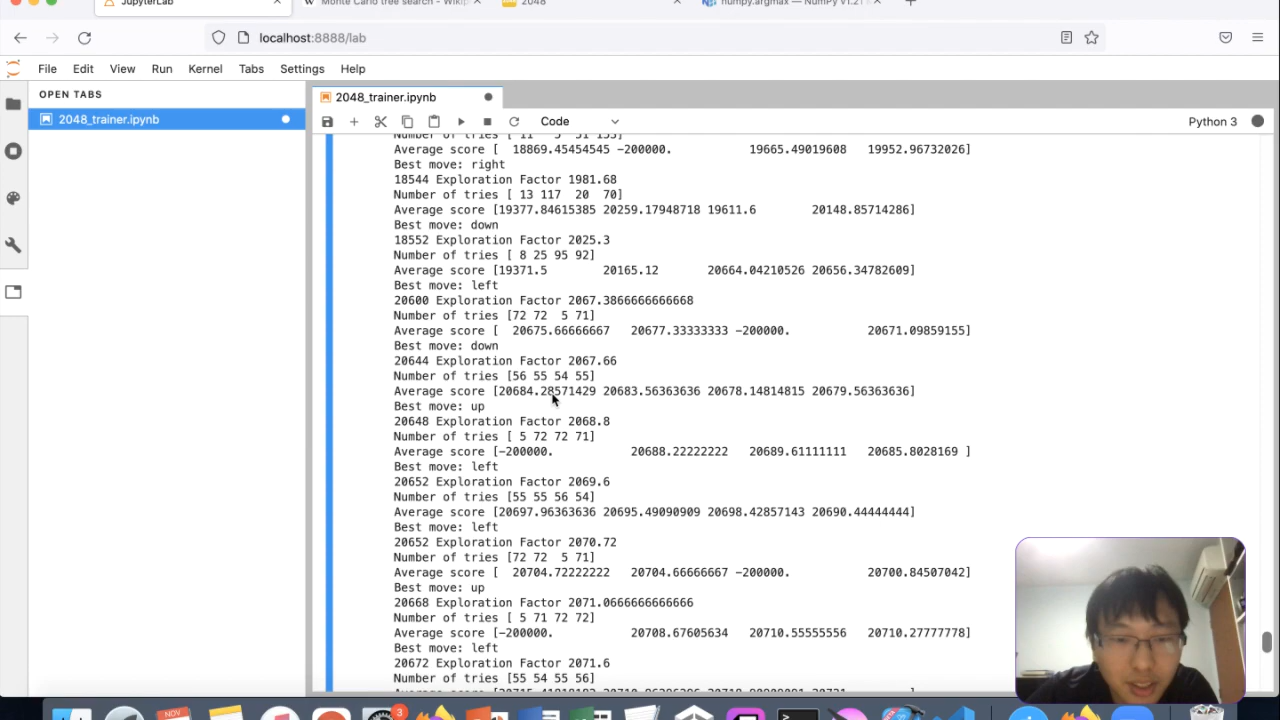 JupyterLab
Monte Carlo tree search - Wikip
2048
numpy.argmax — NumPy v1.21
localhost:8888/lab
File Edit View Run Kernel Tabs Settings Help
OPEN TABS
2048_trainer.ipynb
2048_trainer.ipynb
Code
Python 3
Number of tries [ 11 5 51 153]
Average score [ 18869.45454545 -200000. 19665.49019608 19952.96732026]
Best move: right
18544 Exploration Factor 1981.68
Number of tries [ 13 117 20 70]
Average score [19377.84615385 20259.17948718 19611.6 20148.85714286]
Best move: down
18552 Exploration Factor 2025.3
Number of tries [ 8 25 95 92]
Average score [19371.5 20165.12 20664.04210526 20656.34782609]
Best move: left
20600 Exploration Factor 2067.3866666666668
Number of tries [72 72 5 71]
Average score [ 20675.66666667 20677.33333333 -200000. 20671.09859155]
Best move: down
20644 Exploration Factor 2067.66
Number of tries [56 55 54 55]
Average score [20684.28571429 20683.56363636 20678.14814815 20679.56363636]
Best move: up
20648 Exploration Factor 2068.8
Number of tries [ 5 72 72 71]
Average score [-200000. 20688.22222222 20689.61111111 20685.8028169 ]
Best move: left
20652 Exploration Factor 2069.6
Number of tries [55 55 56 54]
Average score [20697.96363636 20695.49090909 20698.42857143 20690.44444444]
Best move: left
20652 Exploration Factor 2070.72
Number of tries [72 72 5 71]
Average score [ 20704.72222222 20704.66666667 -200000. 20700.84507042]
Best move: up
20668 Exploration Factor 2071.0666666666666
Number of tries [ 5 71 72 72]
Average score [-200000. 20708.67605634 20710.55555556 20710.27777778]
Best move: left
20672 Exploration Factor 2071.6
Number of tries [55 54 55 56]
NOV
3